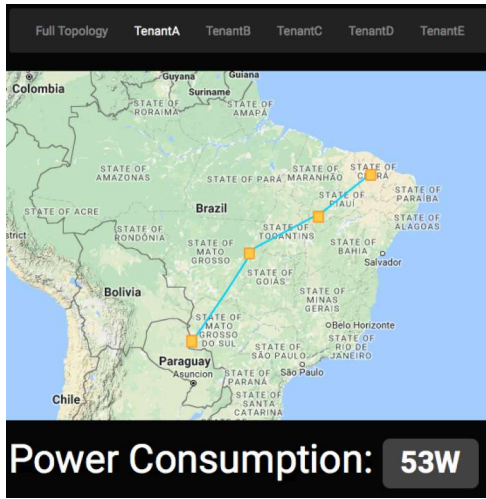 Full Topology TenantA TenantB TenantC TenantD TenantE
Colombia
Guyana
Guiana
Suriname
STATE OF
RORAIMA
STATE OF
AMAPÁ
STATE OF
AMAZONAS
STATE OF PARÁ
STATE OF
MARANHÃO
STATE OF
STATE OF
PIAUÍ
STATE OF
PARAÍBA
STATE OF ACRE
Brazil
STATE OF
ALAGOAS
strict
STATE OF
RONDÔNIA
STATE OF
TOCANTINS
STATE OF
MATO
GROSSO
STATE OF
BAHIA
Salvador
STATE OF
GOIÁS
Bolivia
STATE OF
MINAS
GERAIS
STATE OF
MATO
GROSSO
DO SUL
Belo Horizonte
STATE OF
RIO DE
JANEIRO
STATE OF
SÃO PAULO
Paraguay
Asuncion
São Paulo
STATE OF
PARANÁ
Chile
STATE OF
SANTA
CATARINA
Power Consumption: 53W